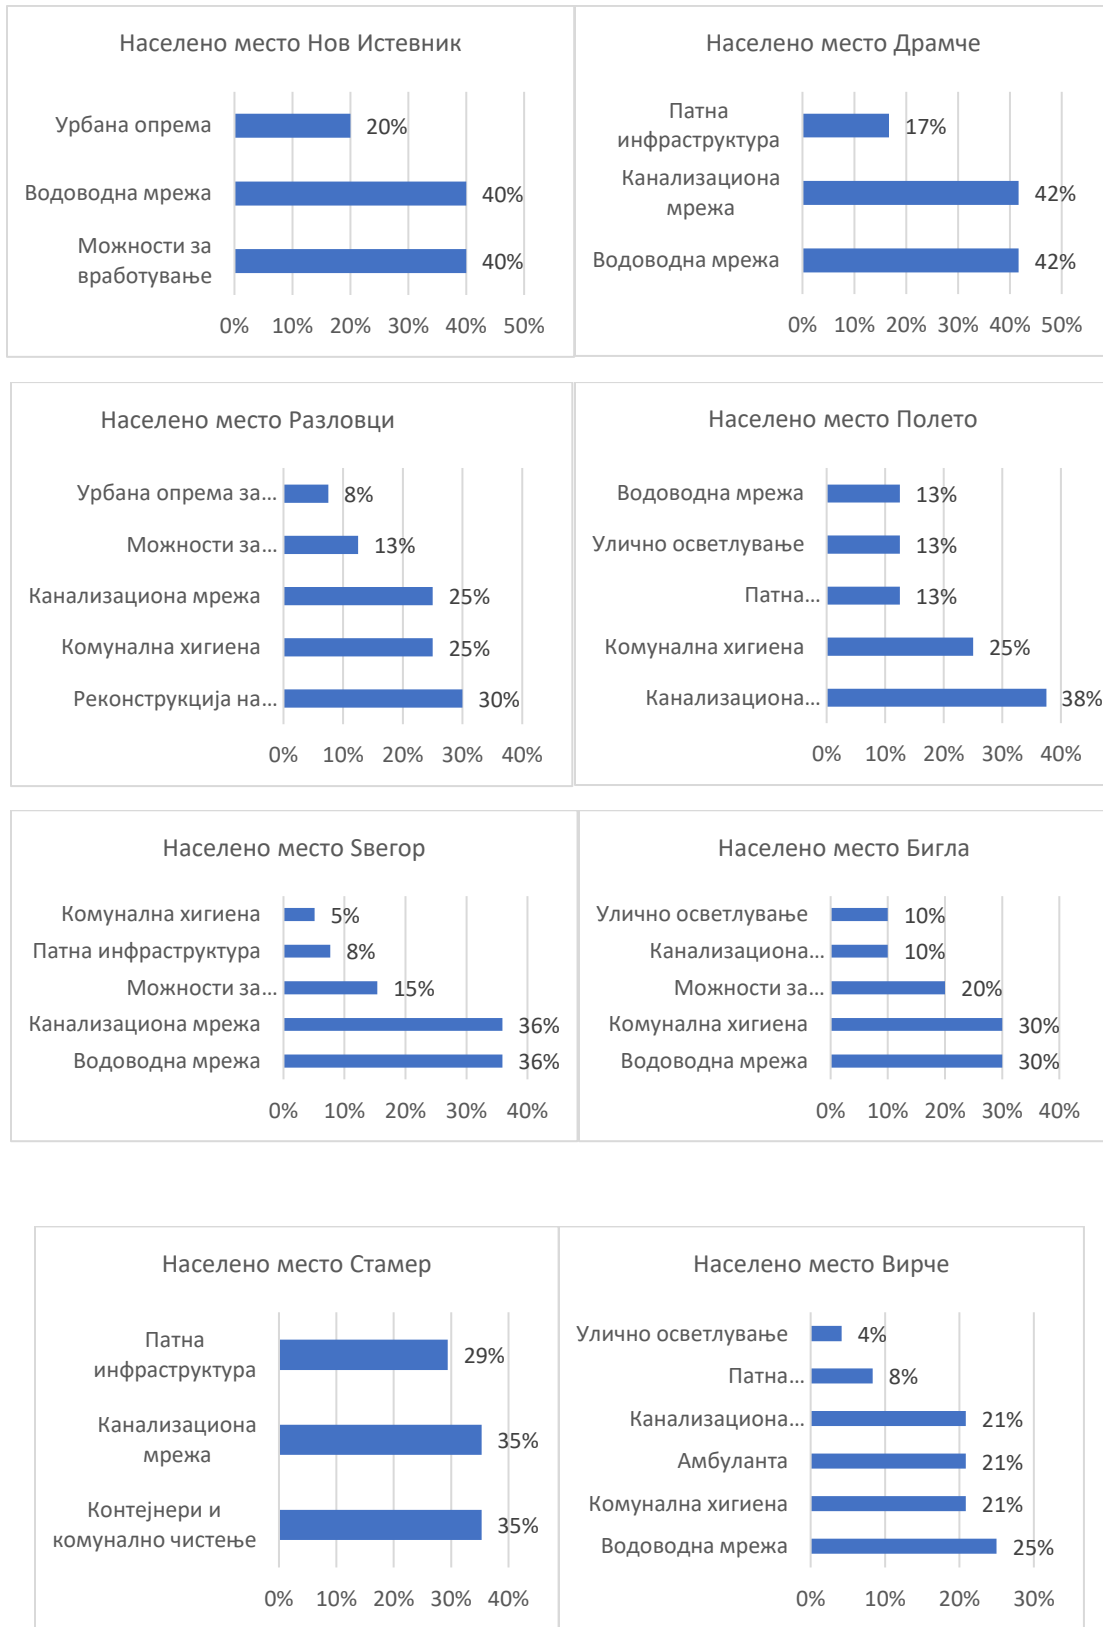 Населено место Нов Истевник
Урбана опрема
20%
Водоводна мрежа
40%
Можности за
вработување
40%
0% 10% 20% 30% 40% 50%
Населено место Драмче
Патна
инфраструктура
17%
Канализациона
мрежа
42%
Водоводна мрежа
42%
0% 10% 20% 30% 40% 50%
Населено место Разловци
Урбана опрема за...
8%
Можности за...
13%
Канализациона мрежа
25%
Комунална хигиена
25%
Реконструкција на...
30%
0% 10% 20% 30% 40%
Населено место Полето
Водоводна мрежа
13%
Улично осветлување
13%
Патна...
13%
Комунална хигиена
25%
Канализациона...
38%
0% 10% 20% 30% 40%
Населено место Ѕвегор
Комунална хигиена
5%
Патна инфраструктура
8%
Можности за...
15%
Канализациона мрежа
36%
Водоводна мрежа
36%
0% 10% 20% 30% 40%
Населено место Бигла
Улично осветлување
10%
Канализациона...
10%
Можности за...
20%
Комунална хигиена
30%
Водоводна мрежа
30%
0% 10% 20% 30% 40%
Населено место Стамер
Патна
инфраструктура
29%
Канализациона
мрежа
35%
Контејнери и
комунално чистење
35%
0% 10% 20% 30% 40%
Населено место Вирче
Улично осветлување
4%
Патна...
8%
Канализациона...
21%
Амбуланта
21%
Комунална хигиена
21%
Водоводна мрежа
25%
0% 10% 20% 30%